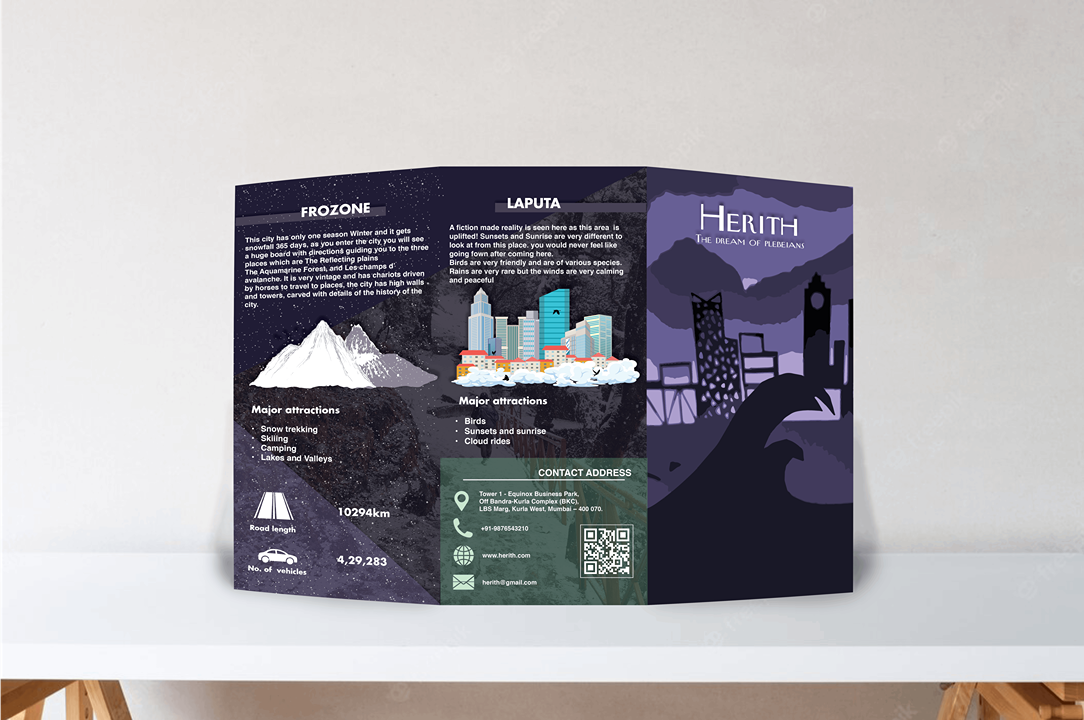 FROZONE
This city has only one season Winter and it gets
snowfall 365 days, as you enter the city you will see
a huge board with directions guiding you to the three
places which are The Reflecting plains
The Aquamarine Forest, and Les champs d'
avalanche. It is very vintage and has chariots driven
by horses to travel to places, the city has high walls
and towers, carved with details of the history of the
city.
Major attractions
• Snow trekking
• Skiiing
• Camping
• Lakes and Valleys
Road length
10294km
No. of vehicles
4,29,283
LAPUTA
A fiction made reality is seen here as this area is
uplifted! Sunsets and Sunrise are very different to
look at from this place. you would never feel like
going fown after coming here.
Birds are very friendly and are of various species.
Rains are very rare but the winds are very calming
and peaceful
Major attractions
• Birds
• Sunsets and sunrise
• Cloud rides
CONTACT ADDRESS
Tower 1 - Equinox Business Park,
Off Bandra-Kurla Complex (BKC),
LBS Marg, Kurla West, Mumbai – 400 070.
+91-9876543210
www.herith.com
herith@gmail.com
HERITH
THE DREAM OF PLEBEIANS